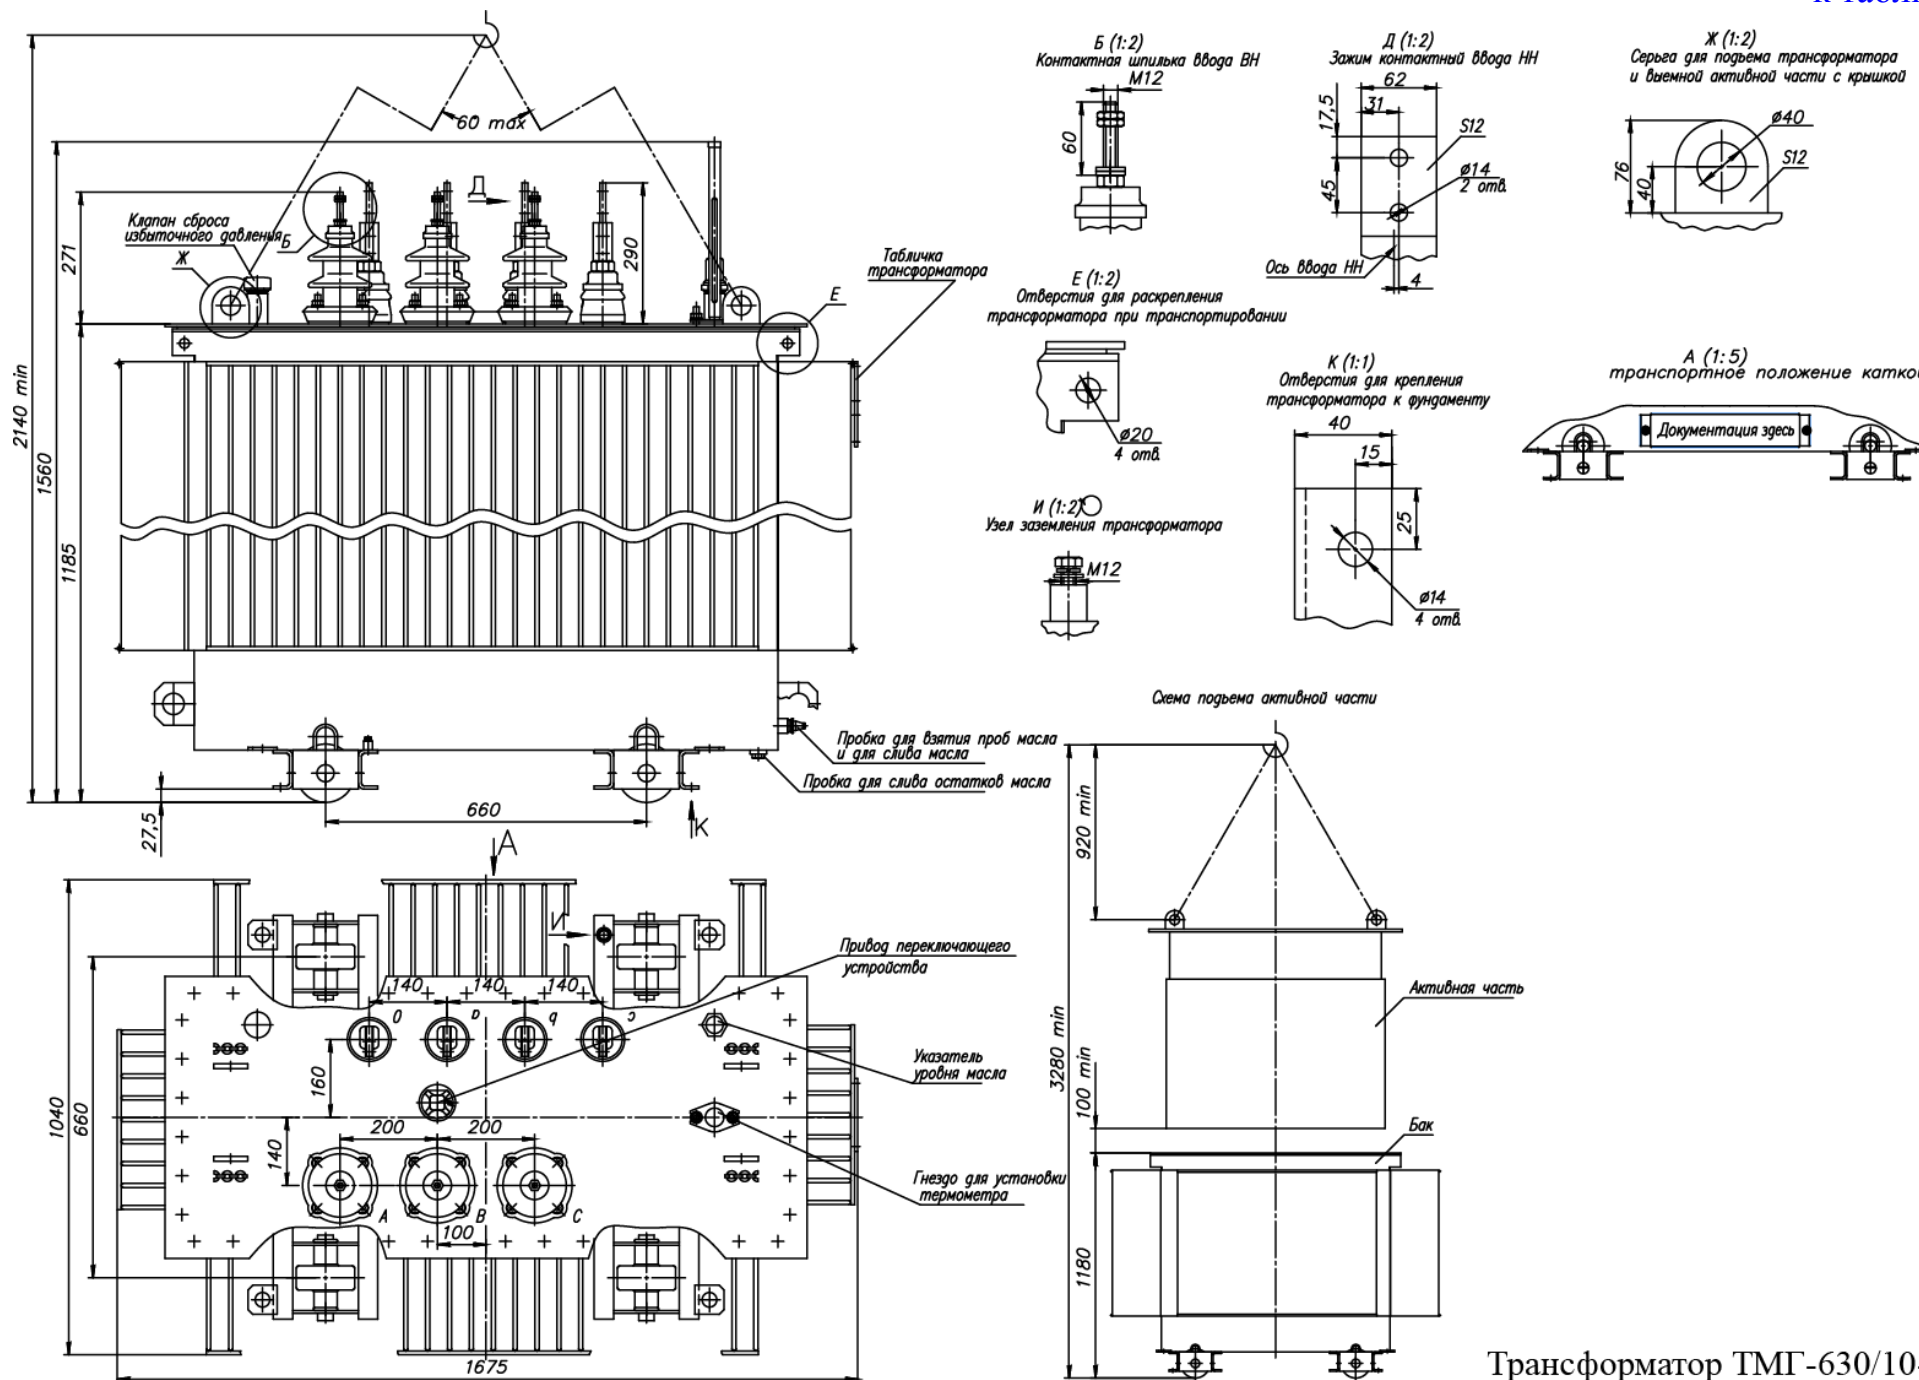 к табли
Б (1:2)
Контактная шпилька ввода ВН
М12
60
Д (1:2)
Зажим контактный ввода НН
62
31
17,5
45
S12
ø14
2 отв.
Ось ввода НН
4
Ж (1:2)
Серьга для подъема трансформатора
и выемной активной части с крышкой
ø40
S12
76
40
60 max
Клапан сброса
избыточного давления
Б
Ж
Д
290
271
Табличка
трансформатора
Е
2140 min
1560
1185
Е (1:2)
Отверстия для раскрепления
трансформатора при транспортировании
ø20
4 отв.
К (1:1)
Отверстия для крепления
трансформатора к фундаменту
40
15
25
ø14
4 отв.
А (1:5)
транспортное положение катков
Документация здесь
И (1:2)
Узел заземления трансформатора
М12
Пробка для взятия проб масла
и для слива масла
Пробка для слива остатков масла
27,5
660
К
А
Схема подъема активной части
920 min
3280 min
100 min
1180
Активная часть
Бак
И
Привод переключающего
устройства
140
140
140
0
a
b
c
160
Указатель
уровня масла
1040
660
200
200
140
А
В
С
100
Гнездо для установки
термометра
1675
Трансформатор ТМГ-630/10-